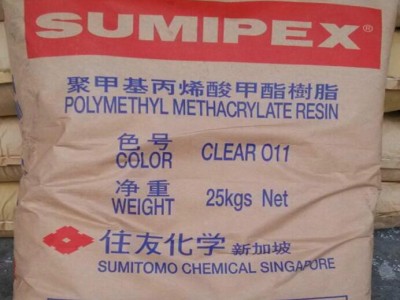 SUMIPEX®
聚甲基丙烯酸甲酯樹脂
POLYMETHYL METHACRYLATE RESIN
色号
COLOR CLEAR 011
净重
WEIGHT 25kgs Net
住友化学 新加坡
SUMITOMO CHEMICAL SINGAPORE